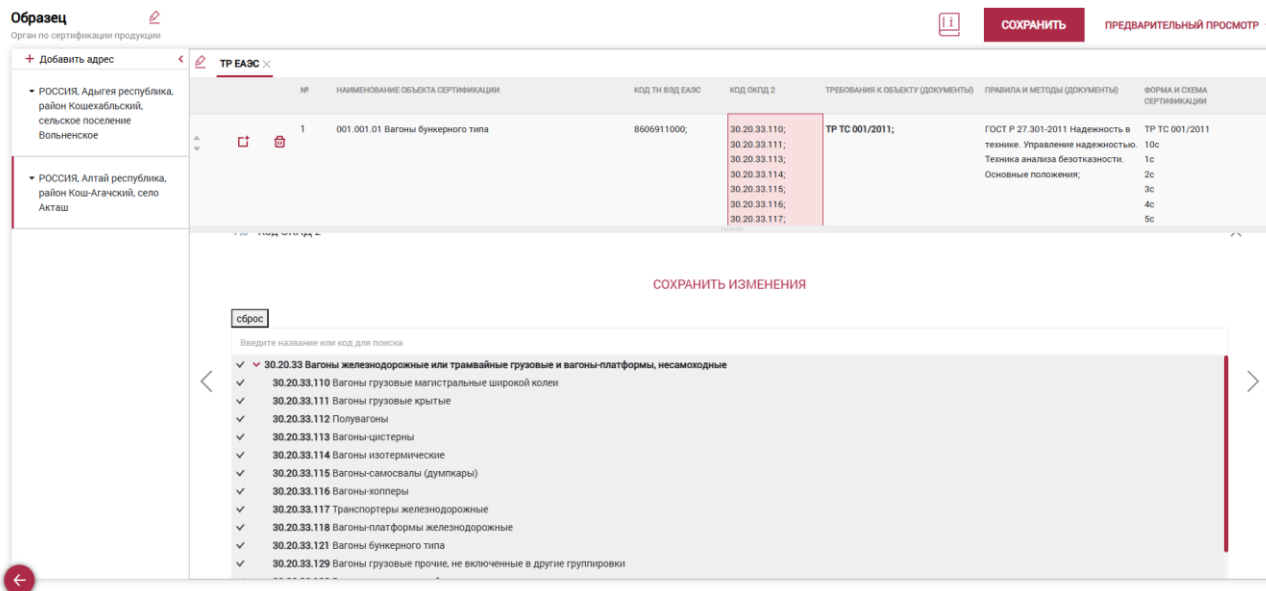 Образец
Орган по сертификации продукции
СОХРАНИТЬ
ПРЕДВАРИТЕЛЬНЫЙ ПРОСМОТР
+ Добавить адрес
РОССИЯ, Адыгея республика,
район Кошехабльский,
сельское поселение
Вольненское
РОССИЯ, Алтай республика,
район Кош-Агачский, село
Акташ
ТР ЕАЭС
№
НАИМЕНОВАНИЕ ОБЪЕКТА СЕРТИФИКАЦИИ
КОД ТН ВЭД ЕАЭС
КОД ОКПД 2
ТРЕБОВАНИЯ К ОБЪЕКТУ (ДОКУМЕНТЫ)
ПРАВИЛА И МЕТОДЫ (ДОКУМЕНТЫ)
ФОРМА И СХЕМА
СЕРТИФИКАЦИИ
1
001.001.01 Вагоны бункерного типа
8606911000;
30.20.33.110;
30.20.33.111;
30.20.33.113;
30.20.33.114;
30.20.33.115;
30.20.33.116;
30.20.33.117;
ТР ТС 001/2011;
ГОСТ Р 27.301-2011 Надежность в
технике. Управление надежностью.
Техника анализа безотказности.
Основные положения;
ТР ТС 001/2011
10с
1с
2с
3с
4с
5с
Код ОКПД 2
СОХРАНИТЬ ИЗМЕНЕНИЯ
сброс
Введите название или код для поиска
30.20.33 Вагоны железнодорожные или трамвайные грузовые и вагоны-платформы, несамоходные
30.20.33.110 Вагоны грузовые магистральные широкой колеи
30.20.33.111 Вагоны грузовые крытые
30.20.33.112 Полувагоны
30.20.33.113 Вагоны-цистерны
30.20.33.114 Вагоны изотермические
30.20.33.115 Вагоны-самосвалы (думпкары)
30.20.33.116 Вагоны-хопперы
30.20.33.117 Транспортеры железнодорожные
30.20.33.118 Вагоны-платформы железнодорожные
30.20.33.121 Вагоны бункерного типа
30.20.33.129 Вагоны грузовые прочие, не включенные в другие группировки